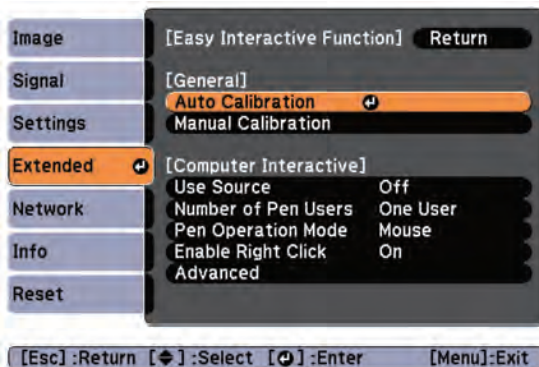 Image
Signal
Settings
Extended
Network
Info
Reset
[Easy Interactive Function] Return
[General]
Auto Calibration
Manual Calibration
[Computer Interactive]
Use Source Off
Number of Pen Users One User
Pen Operation Mode Mouse
Enable Right Click On
Advanced
[Esc] :Return [◆] :Select [⏎] :Enter [Menu]:Exit